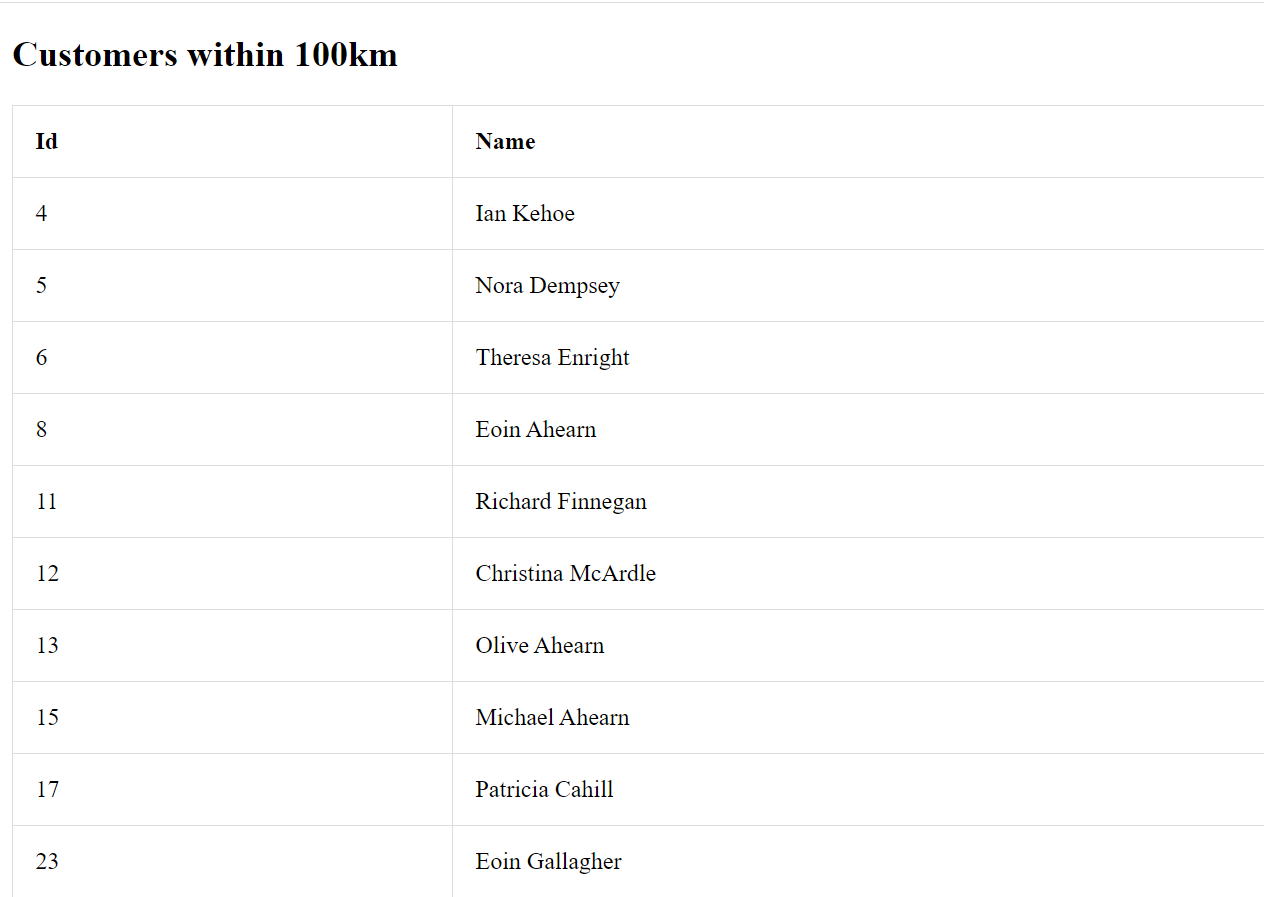 Customers within 100km
Id Name
4 Ian Kehoe
5 Nora Dempsey
6 Theresa Enright
8 Eoin Ahearn
11 Richard Finnegan
12 Christina McArdle
13 Olive Ahearn
15 Michael Ahearn
17 Patricia Cahill
23 Eoin Gallagher